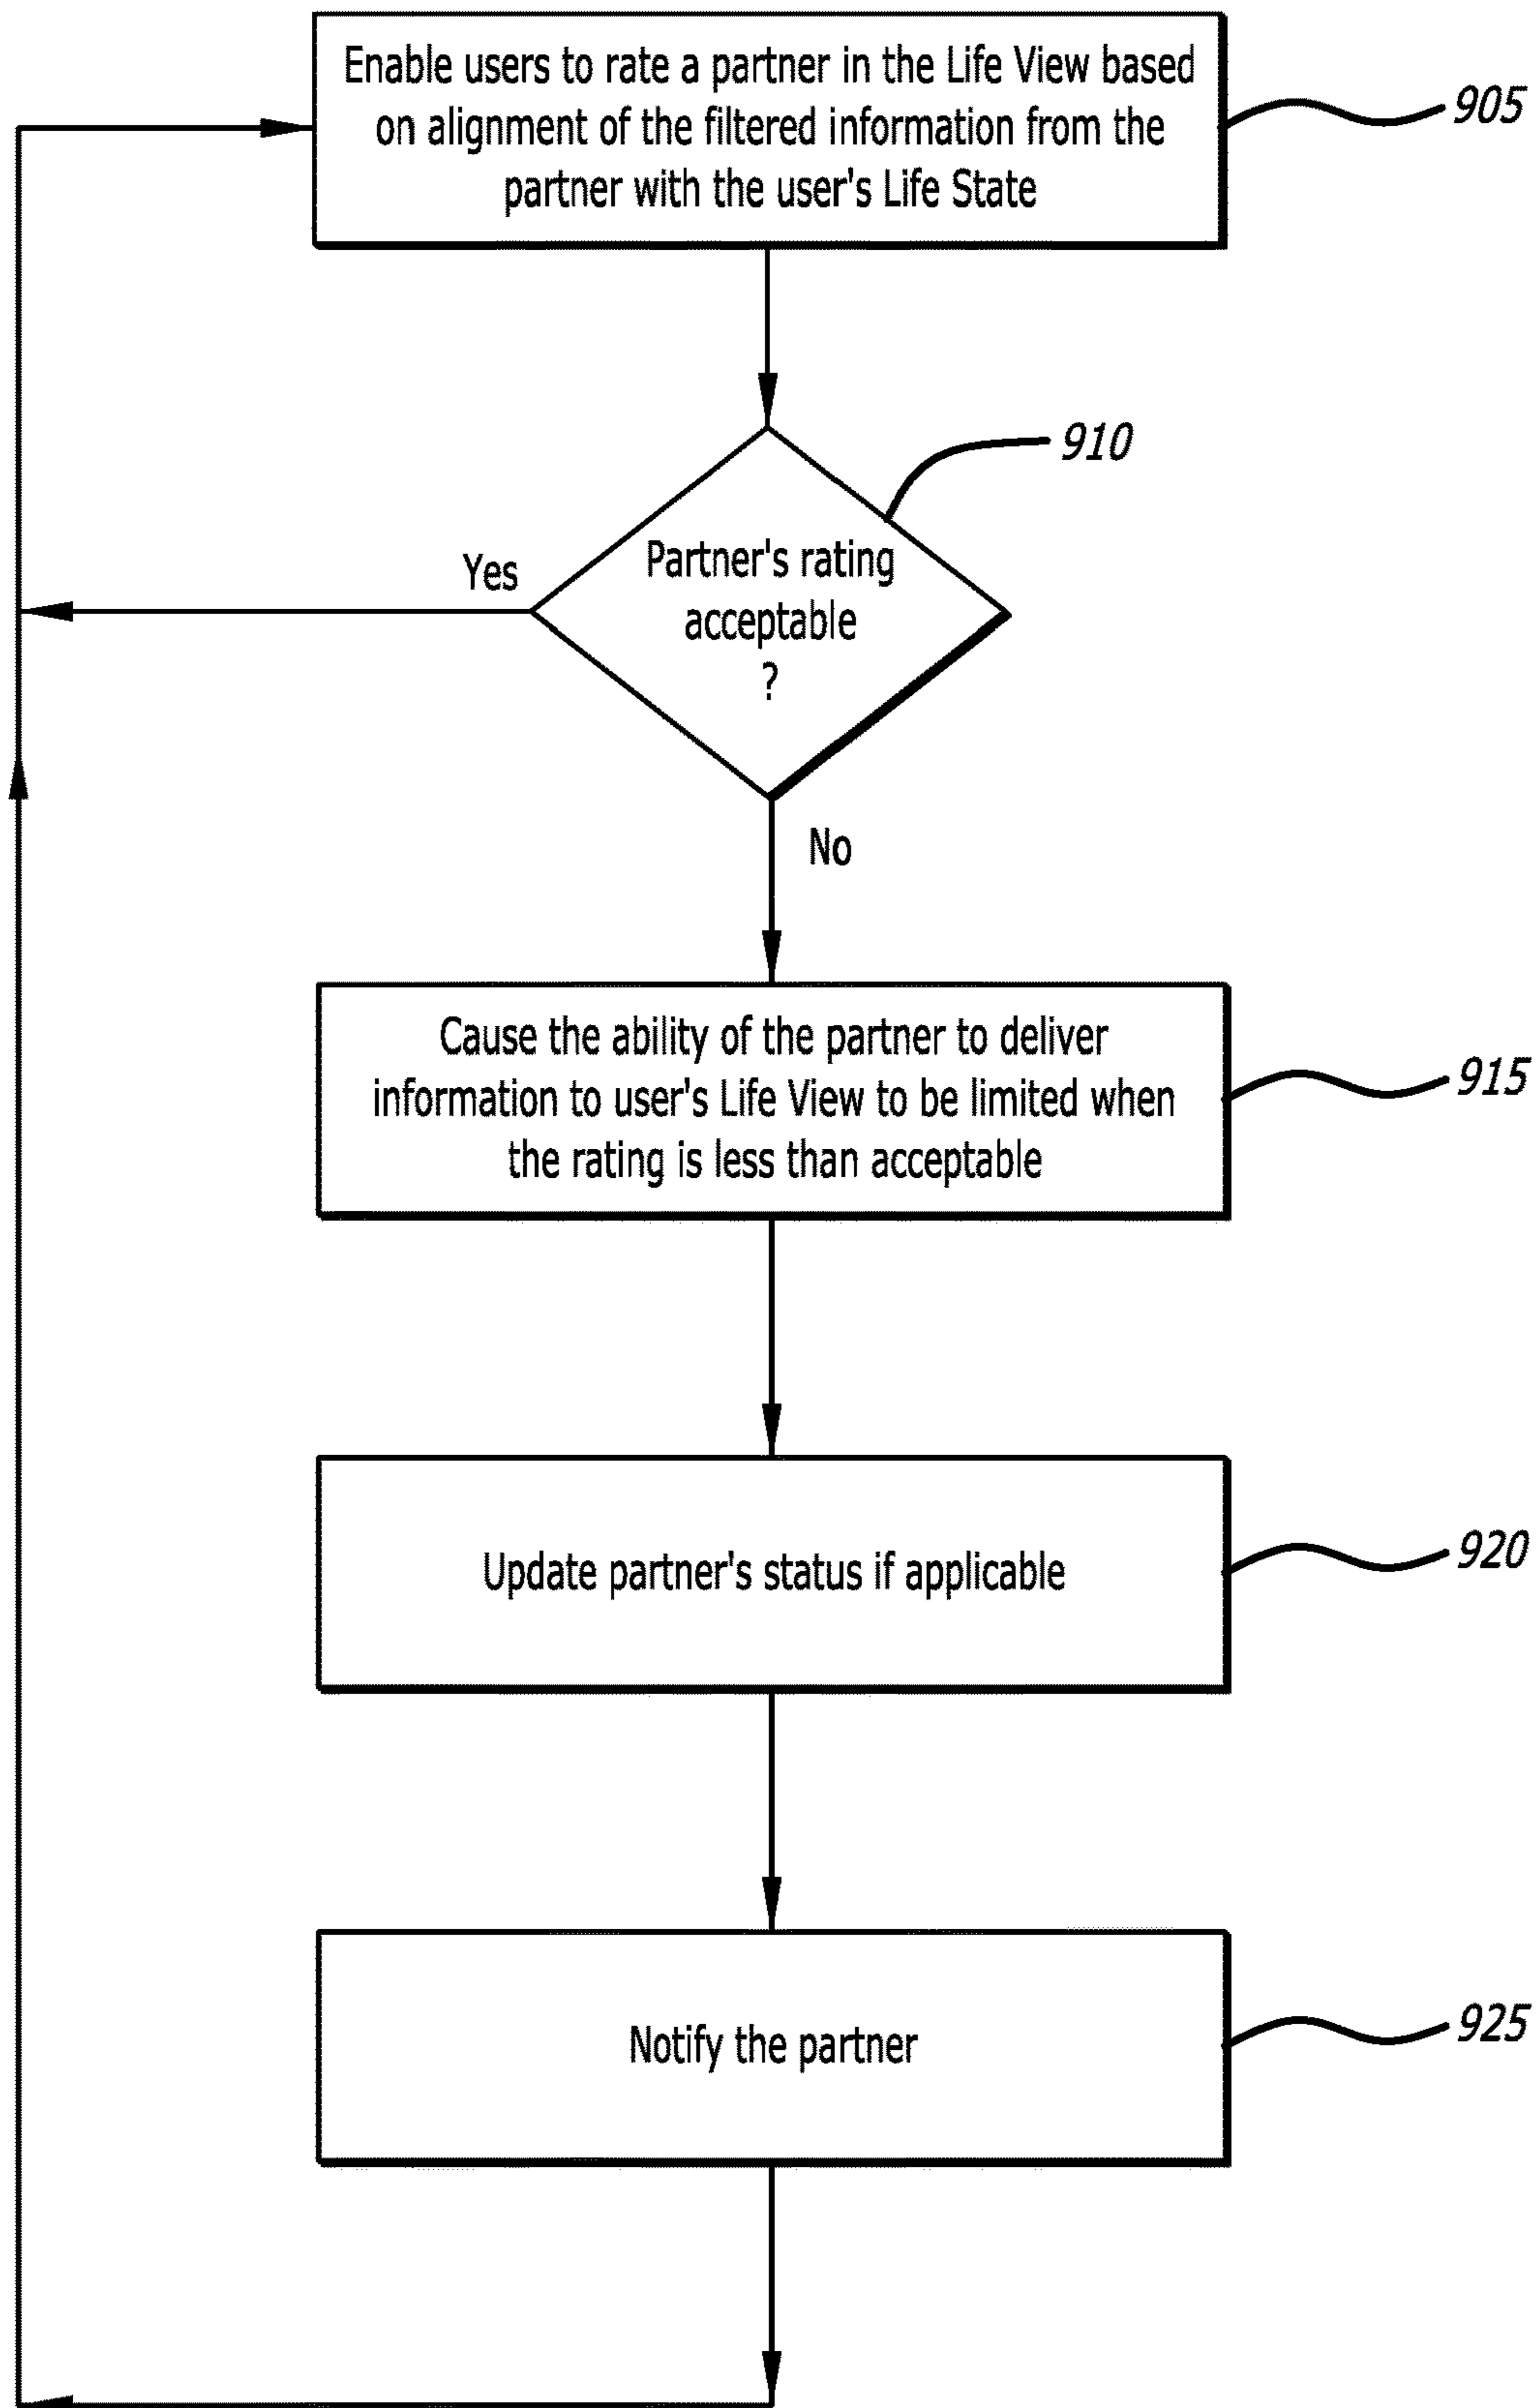 Enable users to rate a partner in the Life View based
on alignment of the filtered information from the
partner with the user's Life State
905
910
Partner's rating
acceptable
?
Yes
No
Cause the ability of the partner to deliver
information to user's Life View to be limited when
the rating is less than acceptable
915
Update partner's status if applicable
920
Notify the partner
925